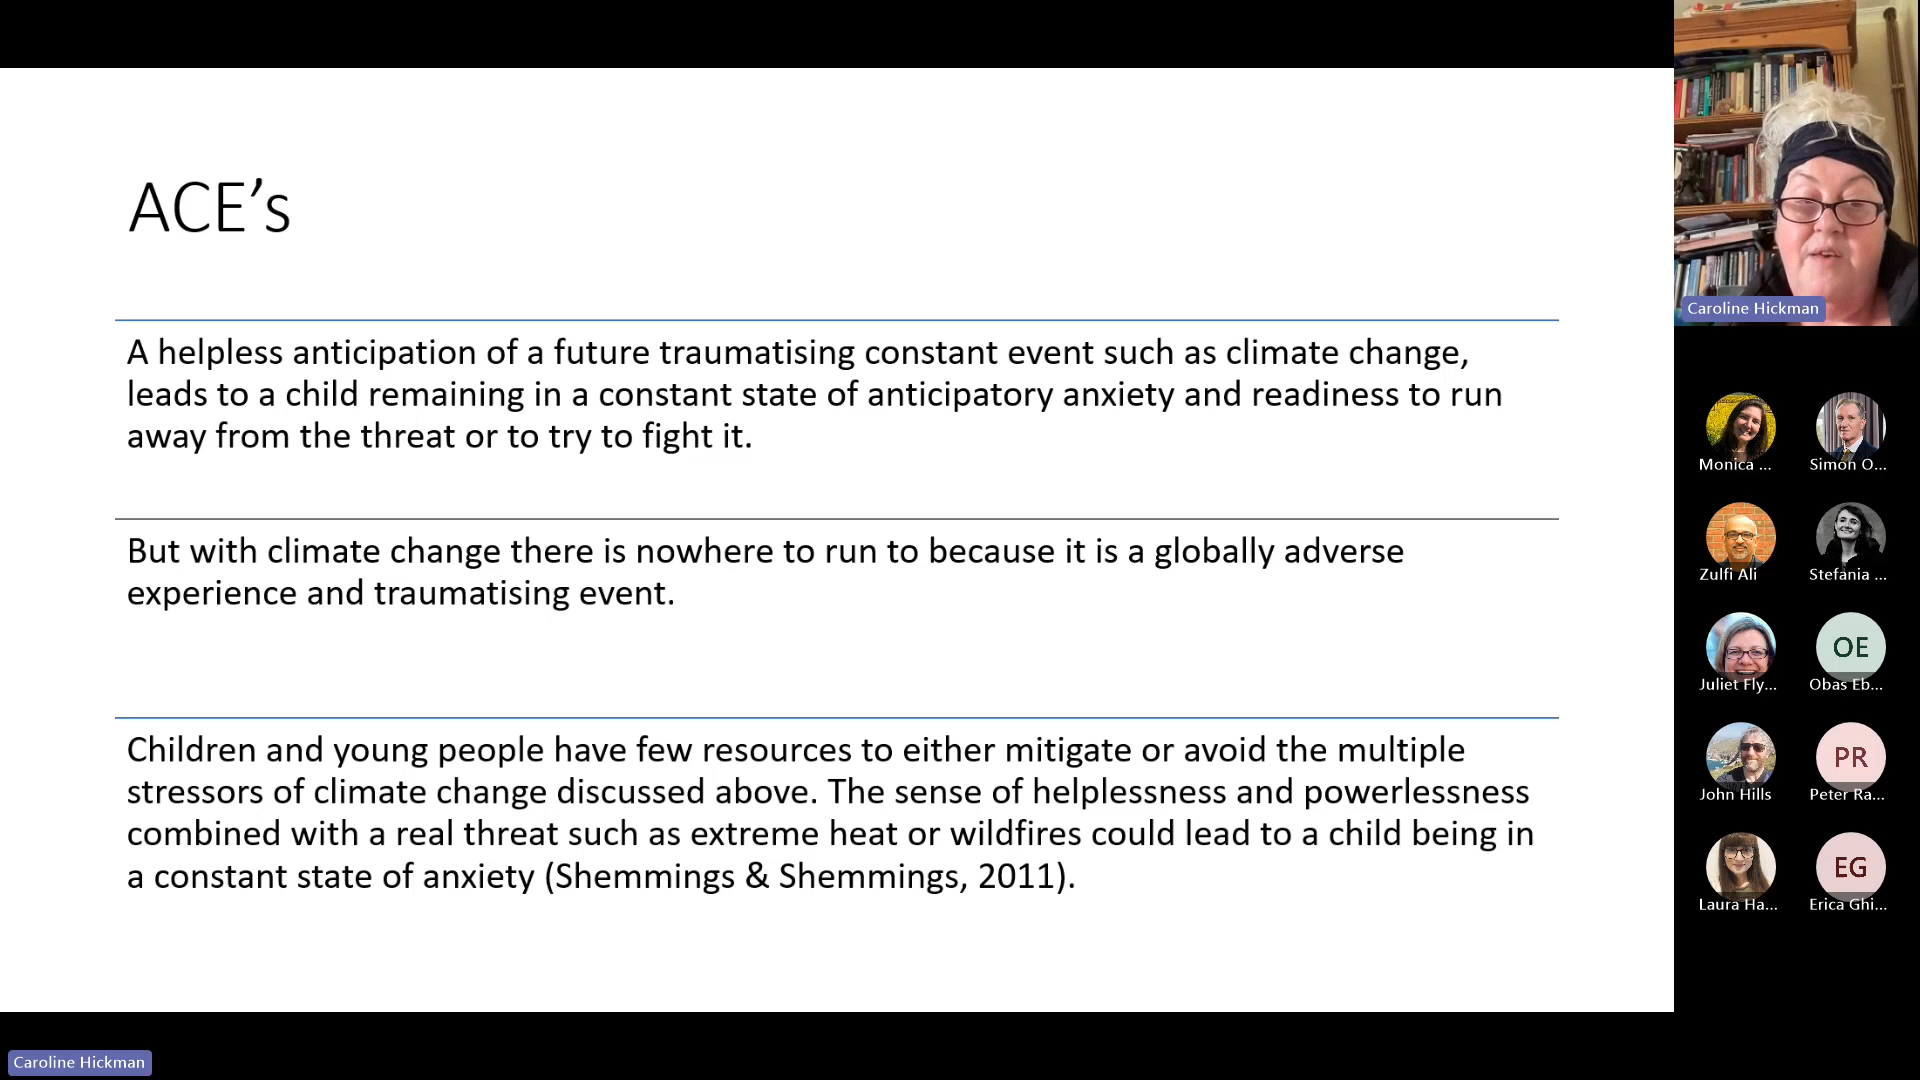 ACE’s
A helpless anticipation of a future traumatising constant event such as climate change,
leads to a child remaining in a constant state of anticipatory anxiety and readiness to run
away from the threat or to try to fight it.
But with climate change there is nowhere to run to because it is a globally adverse
experience and traumatising event.
Children and young people have few resources to either mitigate or avoid the multiple
stressors of climate change discussed above. The sense of helplessness and powerlessness
combined with a real threat such as extreme heat or wildfires could lead to a child being in
a constant state of anxiety (Shemmings & Shemmings, 2011).
Caroline Hickman
Monica ...
Simon O...
Zulfi Ali
Stefania ...
Juliet Fly...
OE
Obas Eb...
John Hills
PR
Peter Ra...
Laura Ha...
EG
Erica Ghi...
Caroline Hickman